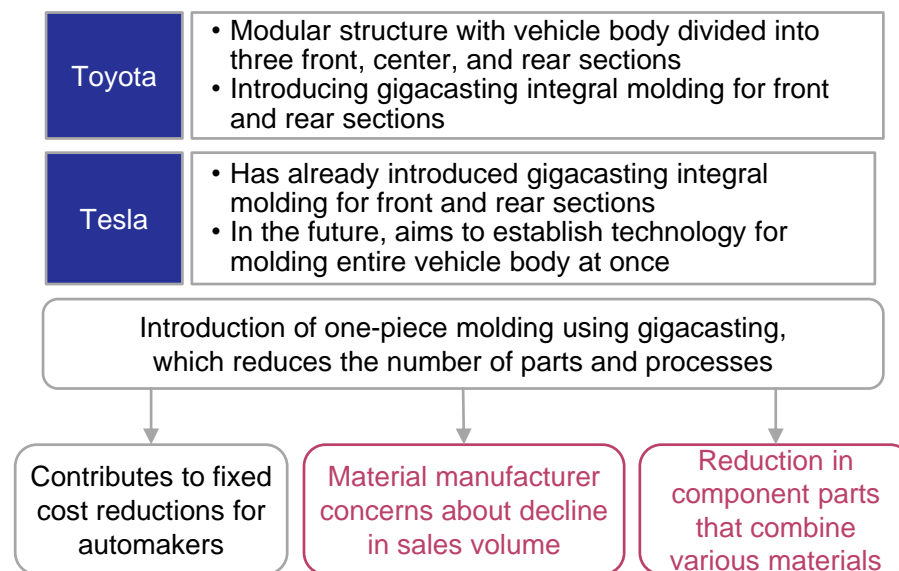 Toyota
• Modular structure with vehicle body divided into
three front, center, and rear sections
• Introducing gigacasting integral molding for front
and rear sections
Tesla
• Has already introduced gigacasting integral
molding for front and rear sections
• In the future, aims to establish technology for
molding entire vehicle body at once
Introduction of one-piece molding using gigacasting,
which reduces the number of parts and processes
Contributes to fixed
cost reductions for
automakers
Material manufacturer
concerns about decline
in sales volume
Reduction in
component parts
that combine
various materials